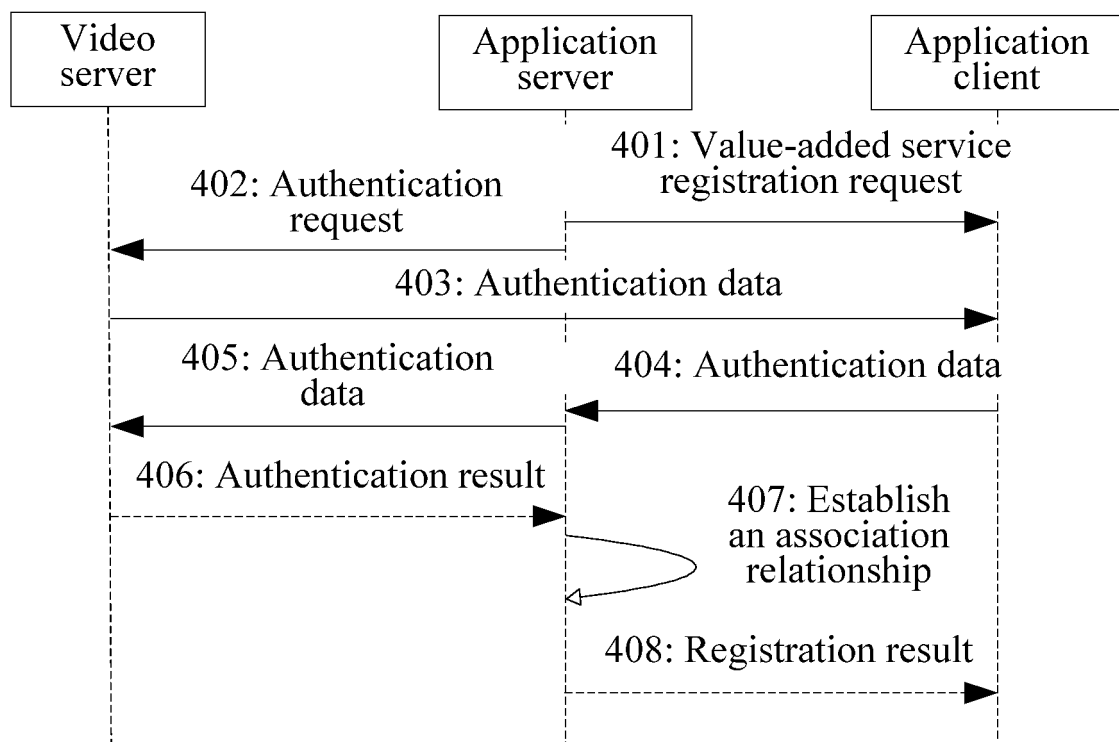 Video
server
Application
server
Application
client
401: Value-added service
registration request
402: Authentication
request
403: Authentication data
405: Authentication
data
404: Authentication data
406: Authentication result
407: Establish
an association
relationship
408: Registration result